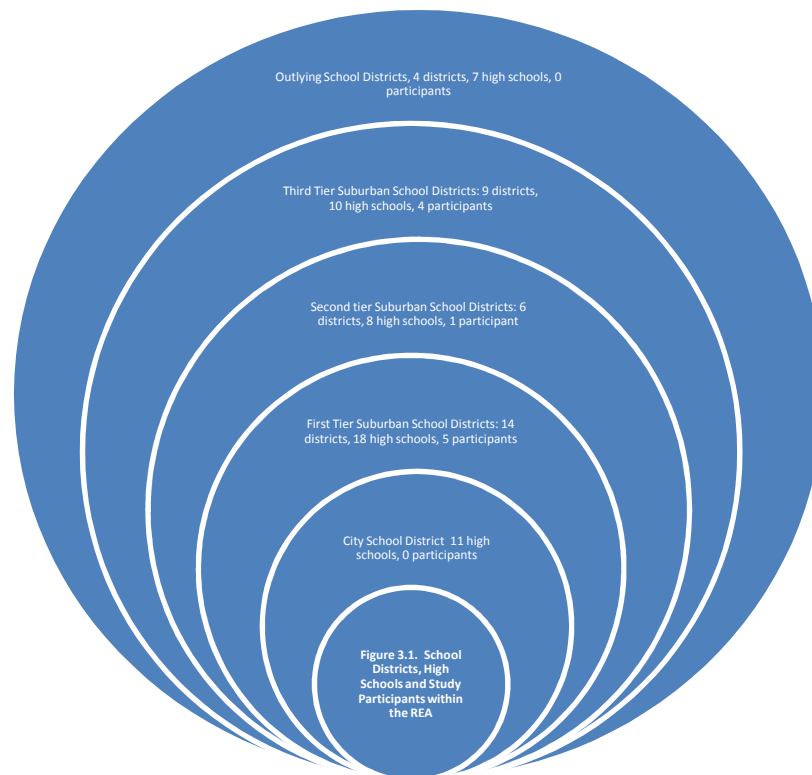 Outlying School Districts, 4 districts, 7 high schools, 0
participants
Third Tier Suburban School Districts: 9 districts,
10 high schools, 4 participants
Second tier Suburban School Districts: 6
districts, 8 high schools, 1 participant
First Tier Suburban School Districts: 14
districts, 18 high schools, 5 participants
City School District  11 high
schools, 0 participants
Figure 3.1.  School
Districts, High
Schools and Study
Participants within
the REA